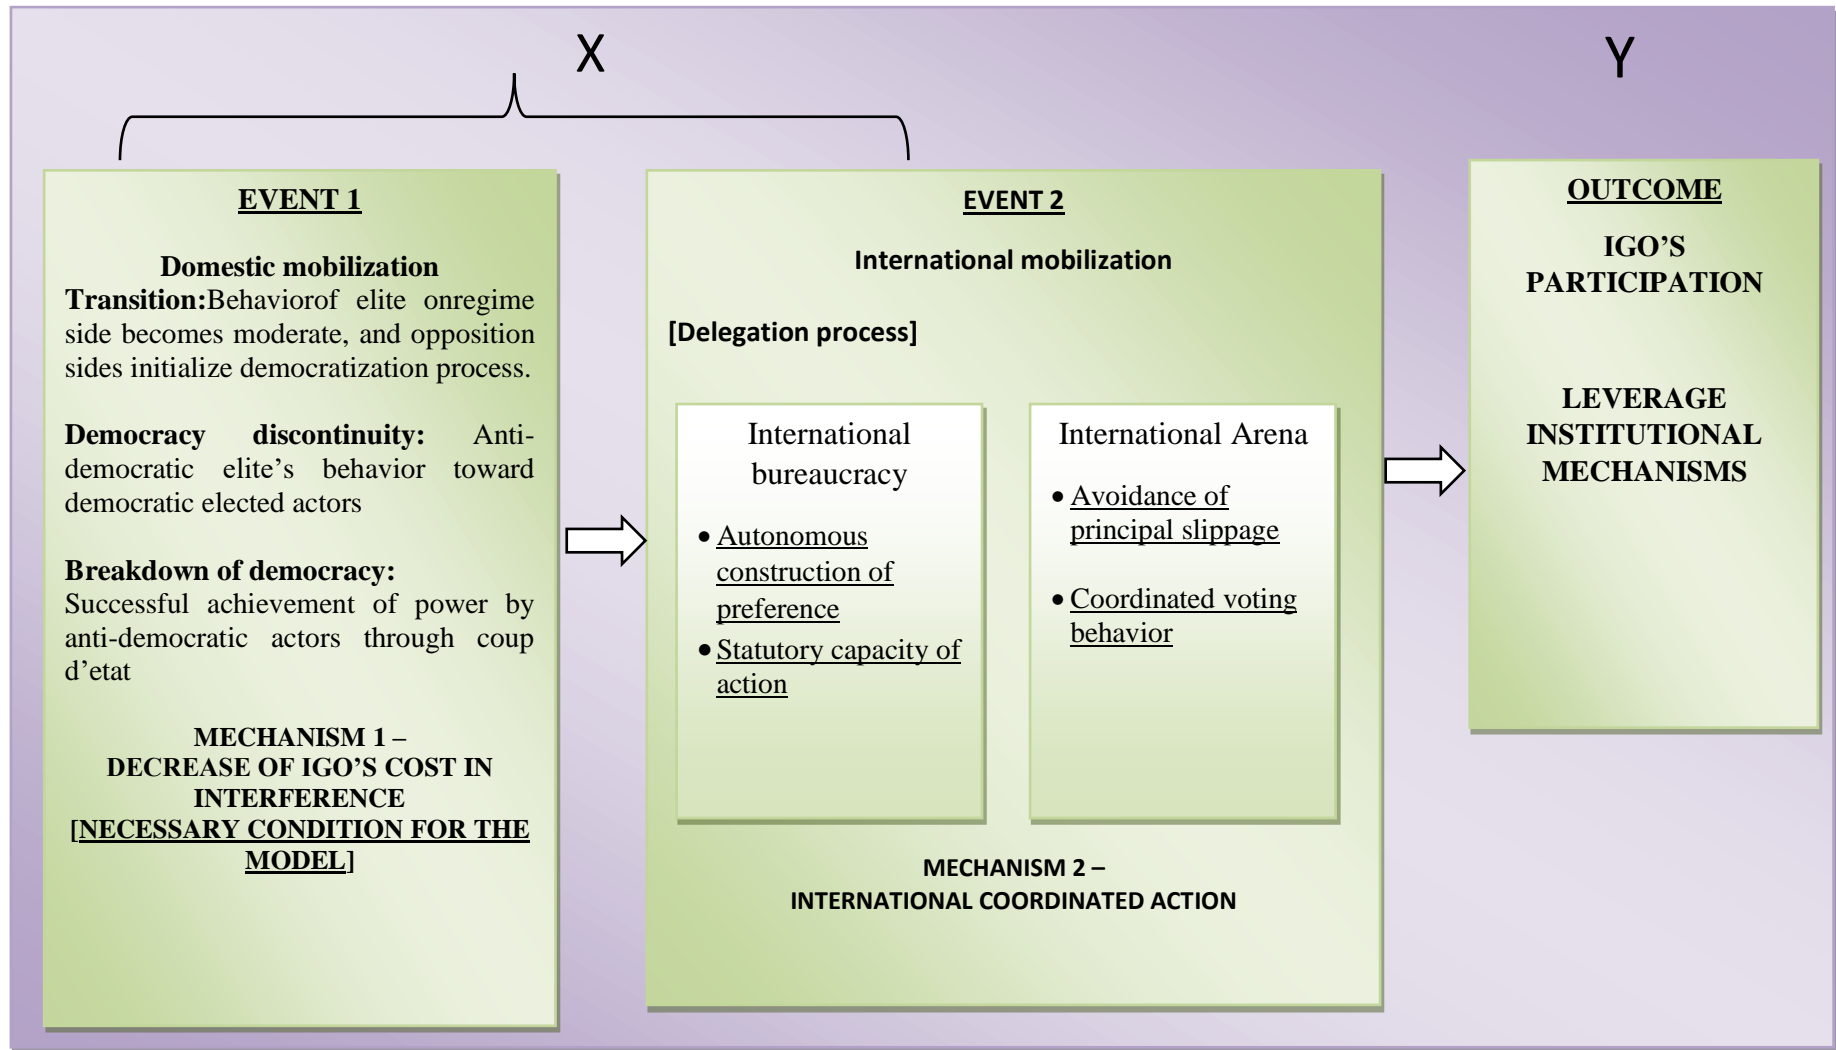 X
Y
EVENT 1
Domestic mobilization
Transition:Behaviorof elite onregime
side becomes moderate, and opposition
sides initialize democratization process.
Democracy discontinuity: Anti-
democratic elite’s behavior toward
democratic elected actors
Breakdown of democracy:
Successful achievement of power by
anti-democratic actors through coup
d’etat
MECHANISM 1 –
DECREASE OF IGO’S COST IN
INTERFERENCE
[NECESSARY CONDITION FOR THE
MODEL]
EVENT 2
International mobilization
[Delegation process]
International
bureaucracy
• Autonomous
construction of
preference
• Statutory capacity of
action
International Arena
• Avoidance of
principal slippage
• Coordinated voting
behavior
MECHANISM 2 –
INTERNATIONAL COORDINATED ACTION
OUTCOME
IGO’S
PARTICIPATION
LEVERAGE
INSTITUTIONAL
MECHANISMS